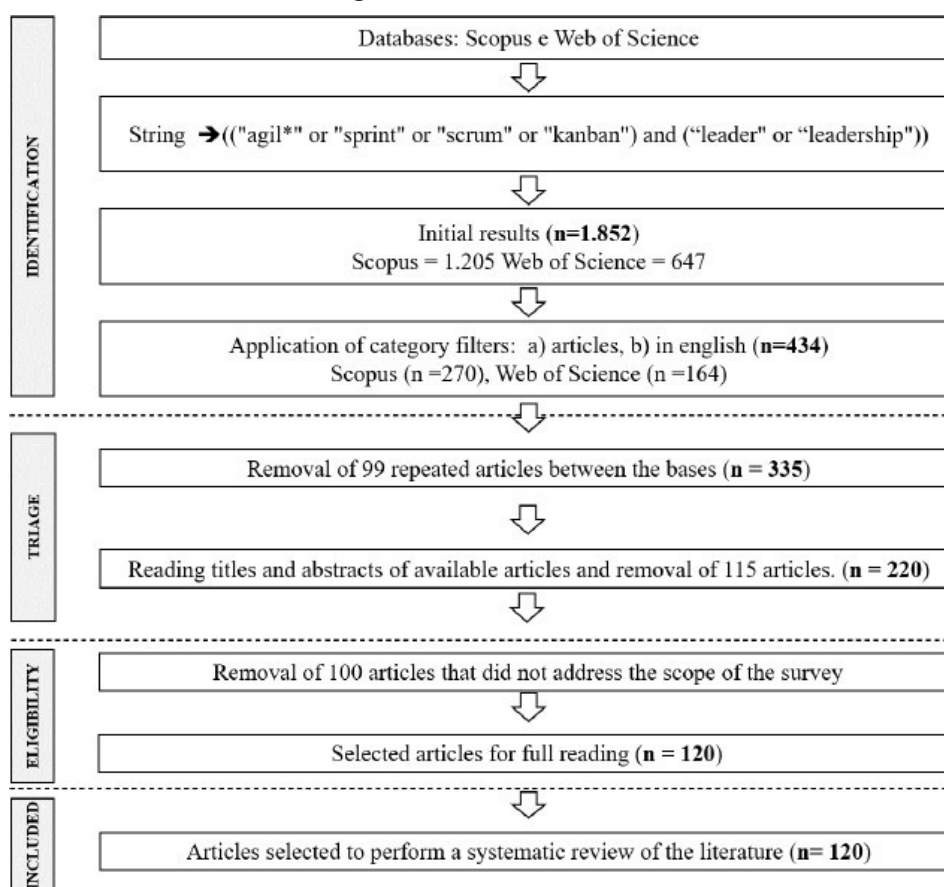 IDENTIFICATION
Databases: Scopus e Web of Science
String ➔(("agil*" or "sprint" or "scrum" or "kanban") and (“leader" or “leadership"))
Initial results (n=1.852)
Scopus = 1.205 Web of Science = 647
Application of category filters: a) articles, b) in english (n=434)
Scopus (n =270), Web of Science (n =164)
TRIAGE
Removal of 99 repeated articles between the bases (n = 335)
Reading titles and abstracts of available articles and removal of 115 articles. (n = 220)
ELIGIBILITY
Removal of 100 articles that did not address the scope of the survey
Selected articles for full reading (n = 120)
INCLUDED
Articles selected to perform a systematic review of the literature (n= 120)